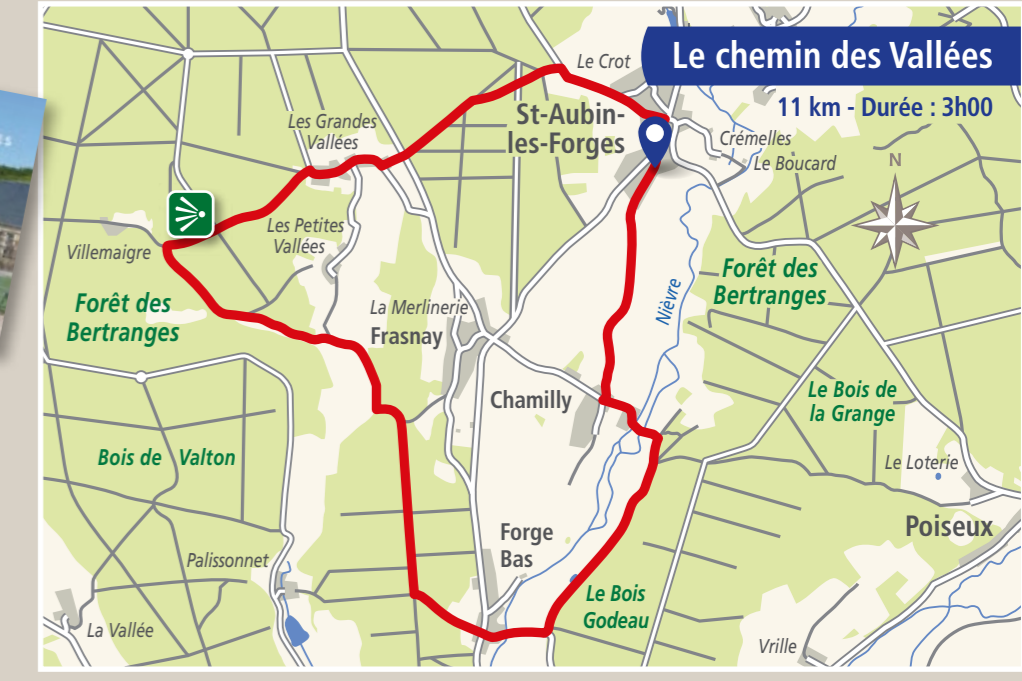 Le chemin des Vallées
11 km - Durée : 3h00
Le Crot
St-Aubin-
les-Forges
Crémelles
Le Boucard
N
Les Grandes
Vallées
Les Petites
Vallées
Villemaigre
Forêt des
Bertranges
La Merlinerie
Frasnay
Nièvre
Forêt des
Bertranges
Chamilly
Le Bois de
la Grange
Bois de Valton
Le Loterie
Poiseux
Forge
Bas
Palissonnet
Le Bois
Godeau
La Vallée
Vrille